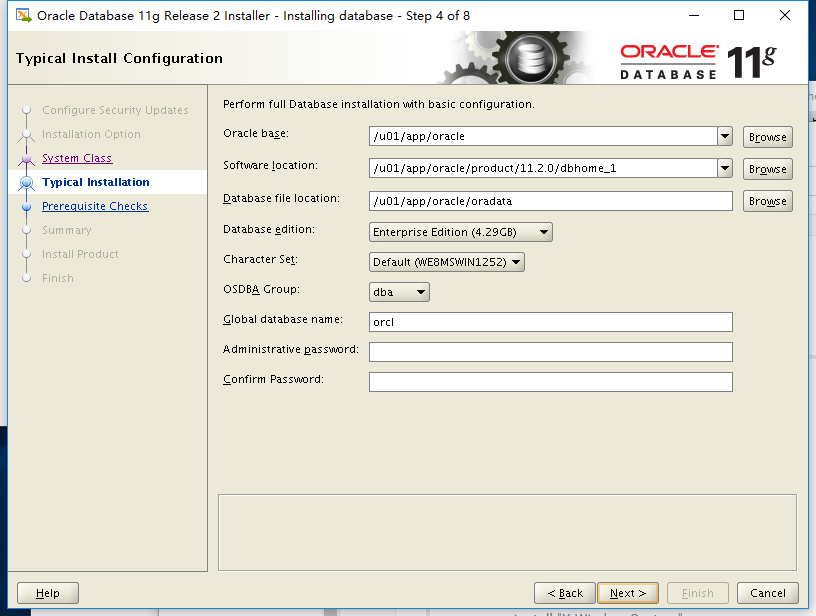 Oracle Database 11g Release 2 Installer - Installing database - Step 4 of 8
Typical Install Configuration
ORACLE
DATABASE 11g
Configure Security Updates
Installation Option
System Class
Typical Installation
Prerequisite Checks
Summary
Install Product
Finish
Perform full Database installation with basic configuration.
Oracle base: /u01/app/oracle Browse
Software location: /u01/app/oracle/product/11.2.0/dbhome_1 Browse
Database file location: /u01/app/oracle/oradata Browse
Database edition: Enterprise Edition (4.29GB)
Character Set: Default (WE8MSWIN1252)
OSDBA Group: dba
Global database name: orcl
Administrative password:
Confirm Password:
Help < Back Next > Finish Cancel